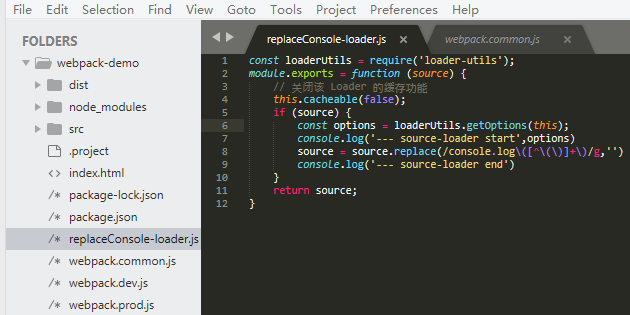 File Edit Selection Find View Goto Tools Project Preferences Help
FOLDERS
webpack-demo
dist
node_modules
src
.project
<> index.html
/* package-lock.json
/* package.json
/* replaceConsole-loader.js
/* webpack.common.js
/* webpack.dev.js
/* webpack.prod.js
replaceConsole-loader.js × webpack.common.js ×
1 const loaderUtils = require('loader-utils');
2 module.exports = function (source) {
3 // 关闭该 Loader 的缓存功能
4 this.cacheable(false);
5 if (source) {
6 const options = loaderUtils.getOptions(this);
7 console.log('--- source-loader start',options)
8 source = source.replace(/console.log\([^\(\)]+\)/g,'')
9 console.log('--- source-loader end')
10 }
11 return source;
12 }